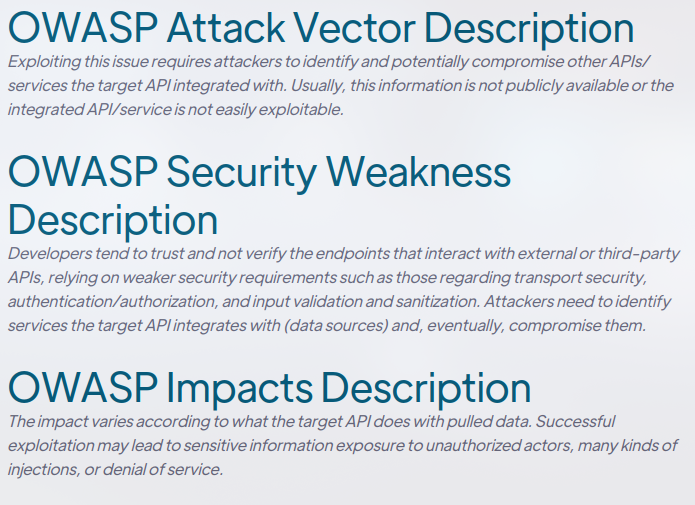 OWASP Attack Vector Description
Exploiting this issue requires attackers to identify and potentially compromise other APIs/
services the target API integrated with. Usually, this information is not publicly available or the
integrated API/service is not easily exploitable.
OWASP Security Weakness
Description
Developers tend to trust and not verify the endpoints that interact with external or third-party
APIs, relying on weaker security requirements such as those regarding transport security,
authentication/authorization, and input validation and sanitization. Attackers need to identify
services the target API integrates with (data sources) and, eventually, compromise them.
OWASP Impacts Description
The impact varies according to what the target API does with pulled data. Successful
exploitation may lead to sensitive information exposure to unauthorized actors, many kinds of
injections, or denial of service.